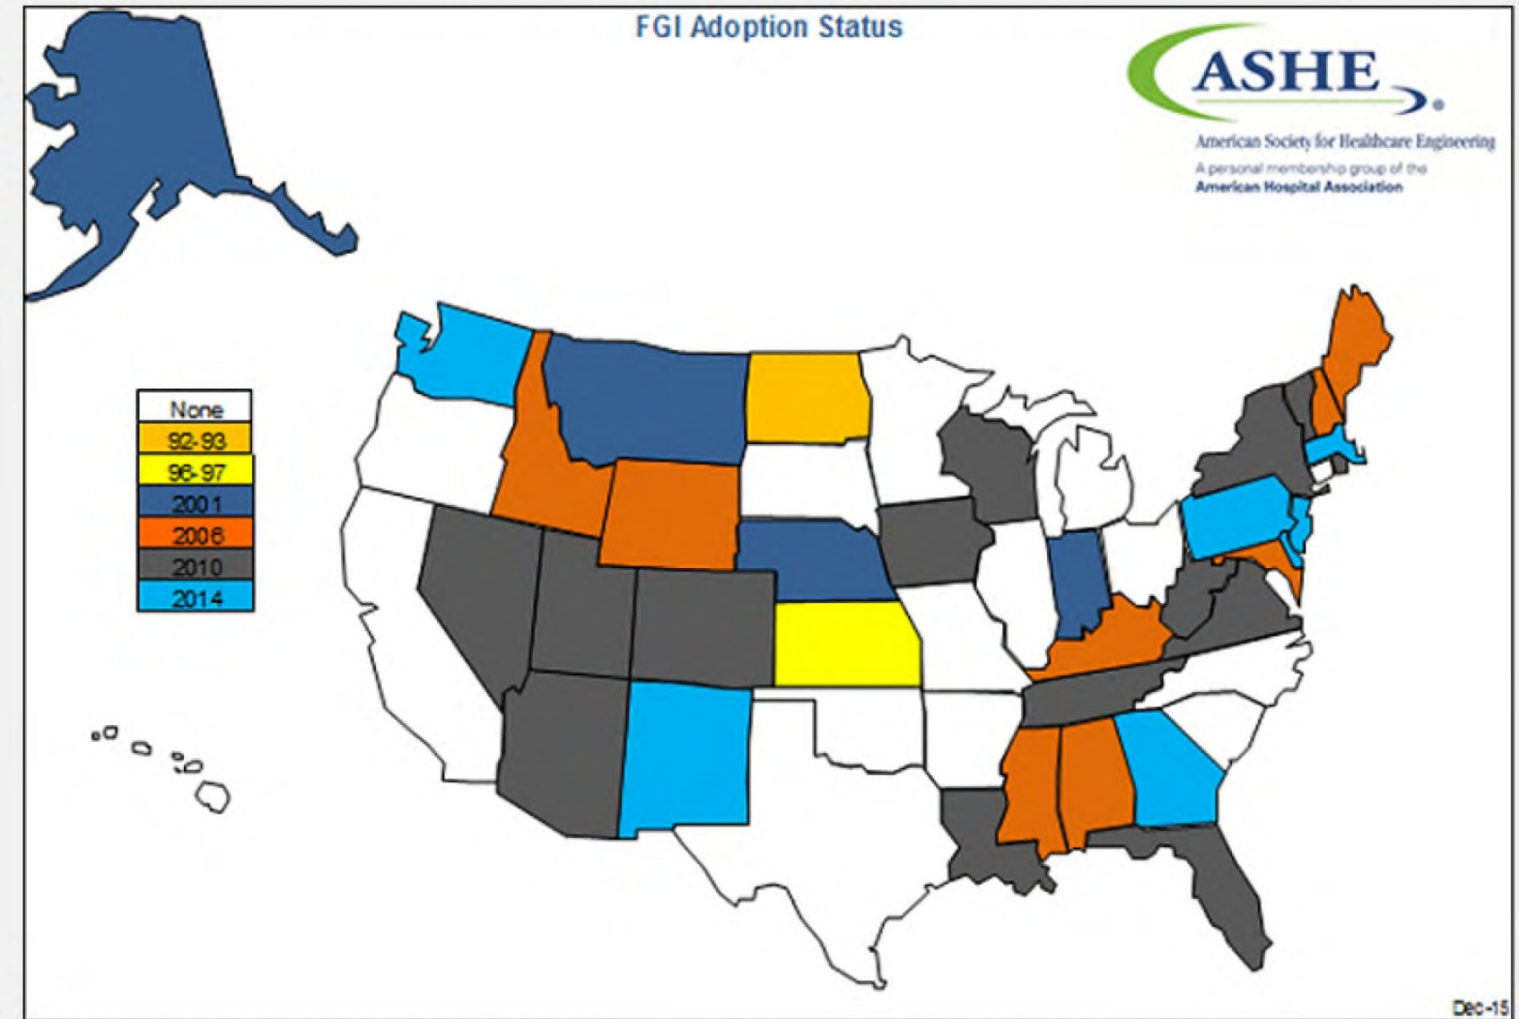 FGI Adoption Status
ASHE
®
American Society for Healthcare Engineering
A personal membership group of the
American Hospital Association
None
92-93
96-97
2001
2006
2010
2014
Dec-15